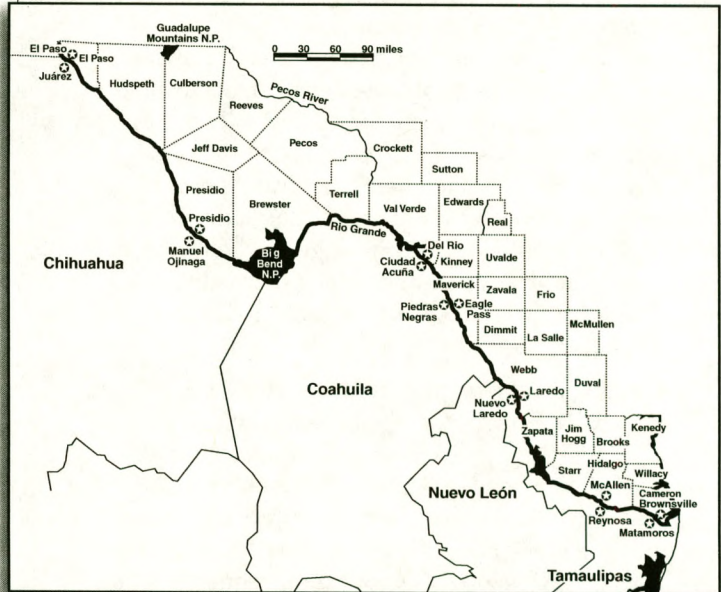 Guadalupe
Mountains N.P.
0 30 60 90 miles
El Paso
El Paso
Juárez
Hudspeth
Culberson
Reeves
Pecos River
Jeff Davis
Pecos
Crockett
Sutton
Terrell
Val Verde
Edwards
Real
Presidio
Presidio
Brewster
Rio Grande
Manuel
Ojinaga
Big
Bend
N.P.
Chihuahua
Del Rio
Ciudad
Acuña
Kinney
Uvalde
Maverick
Zavala
Frio
Piedras
Negras
Eagle
Pass
Dimmit
La Salle
McMullen
Coahuila
Webb
Duval
Nuevo
Laredo
Laredo
Zapata
Jim
Hogg
Brooks
Kenedy
Starr
Hidalgo
Willacy
McAllen
Cameron
Brownsville
Nuevo León
Reynosa
Matamoros
Tamaulipas